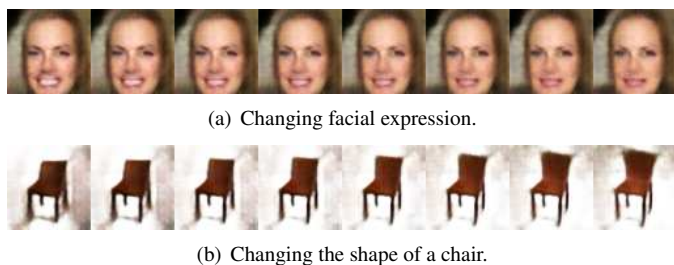 (a) Changing facial expression.
(b) Changing the shape of a chair.